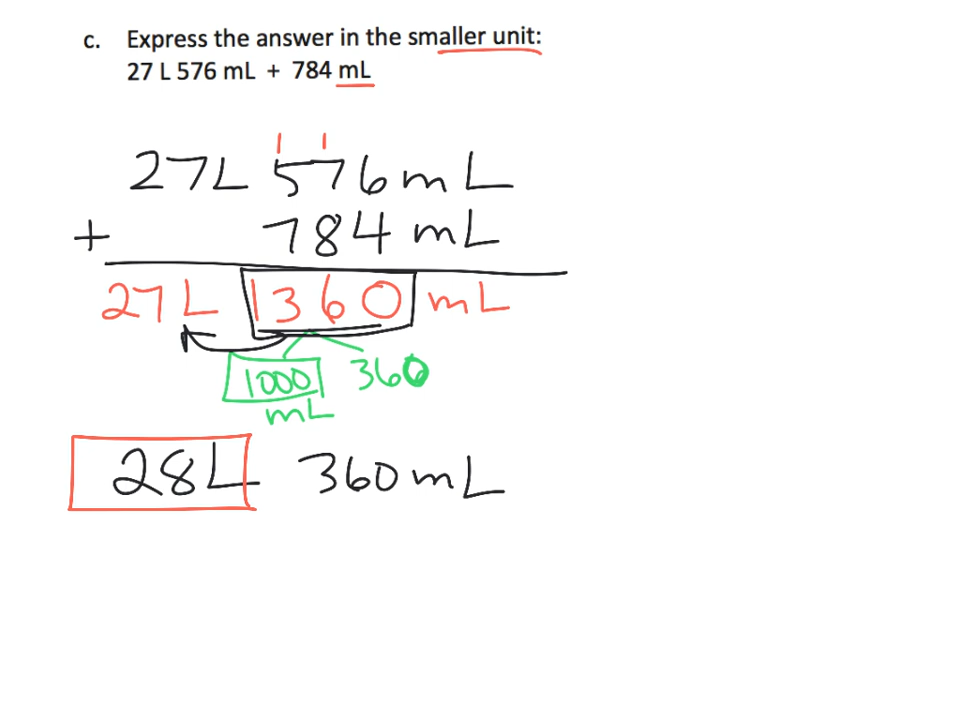 c. Express the answer in the smaller unit:
27 L 576 mL + 784 mL
1 1
27L 576mL
+ 784 mL
27L 1360 mL
1000 360
mL
28L 360mL